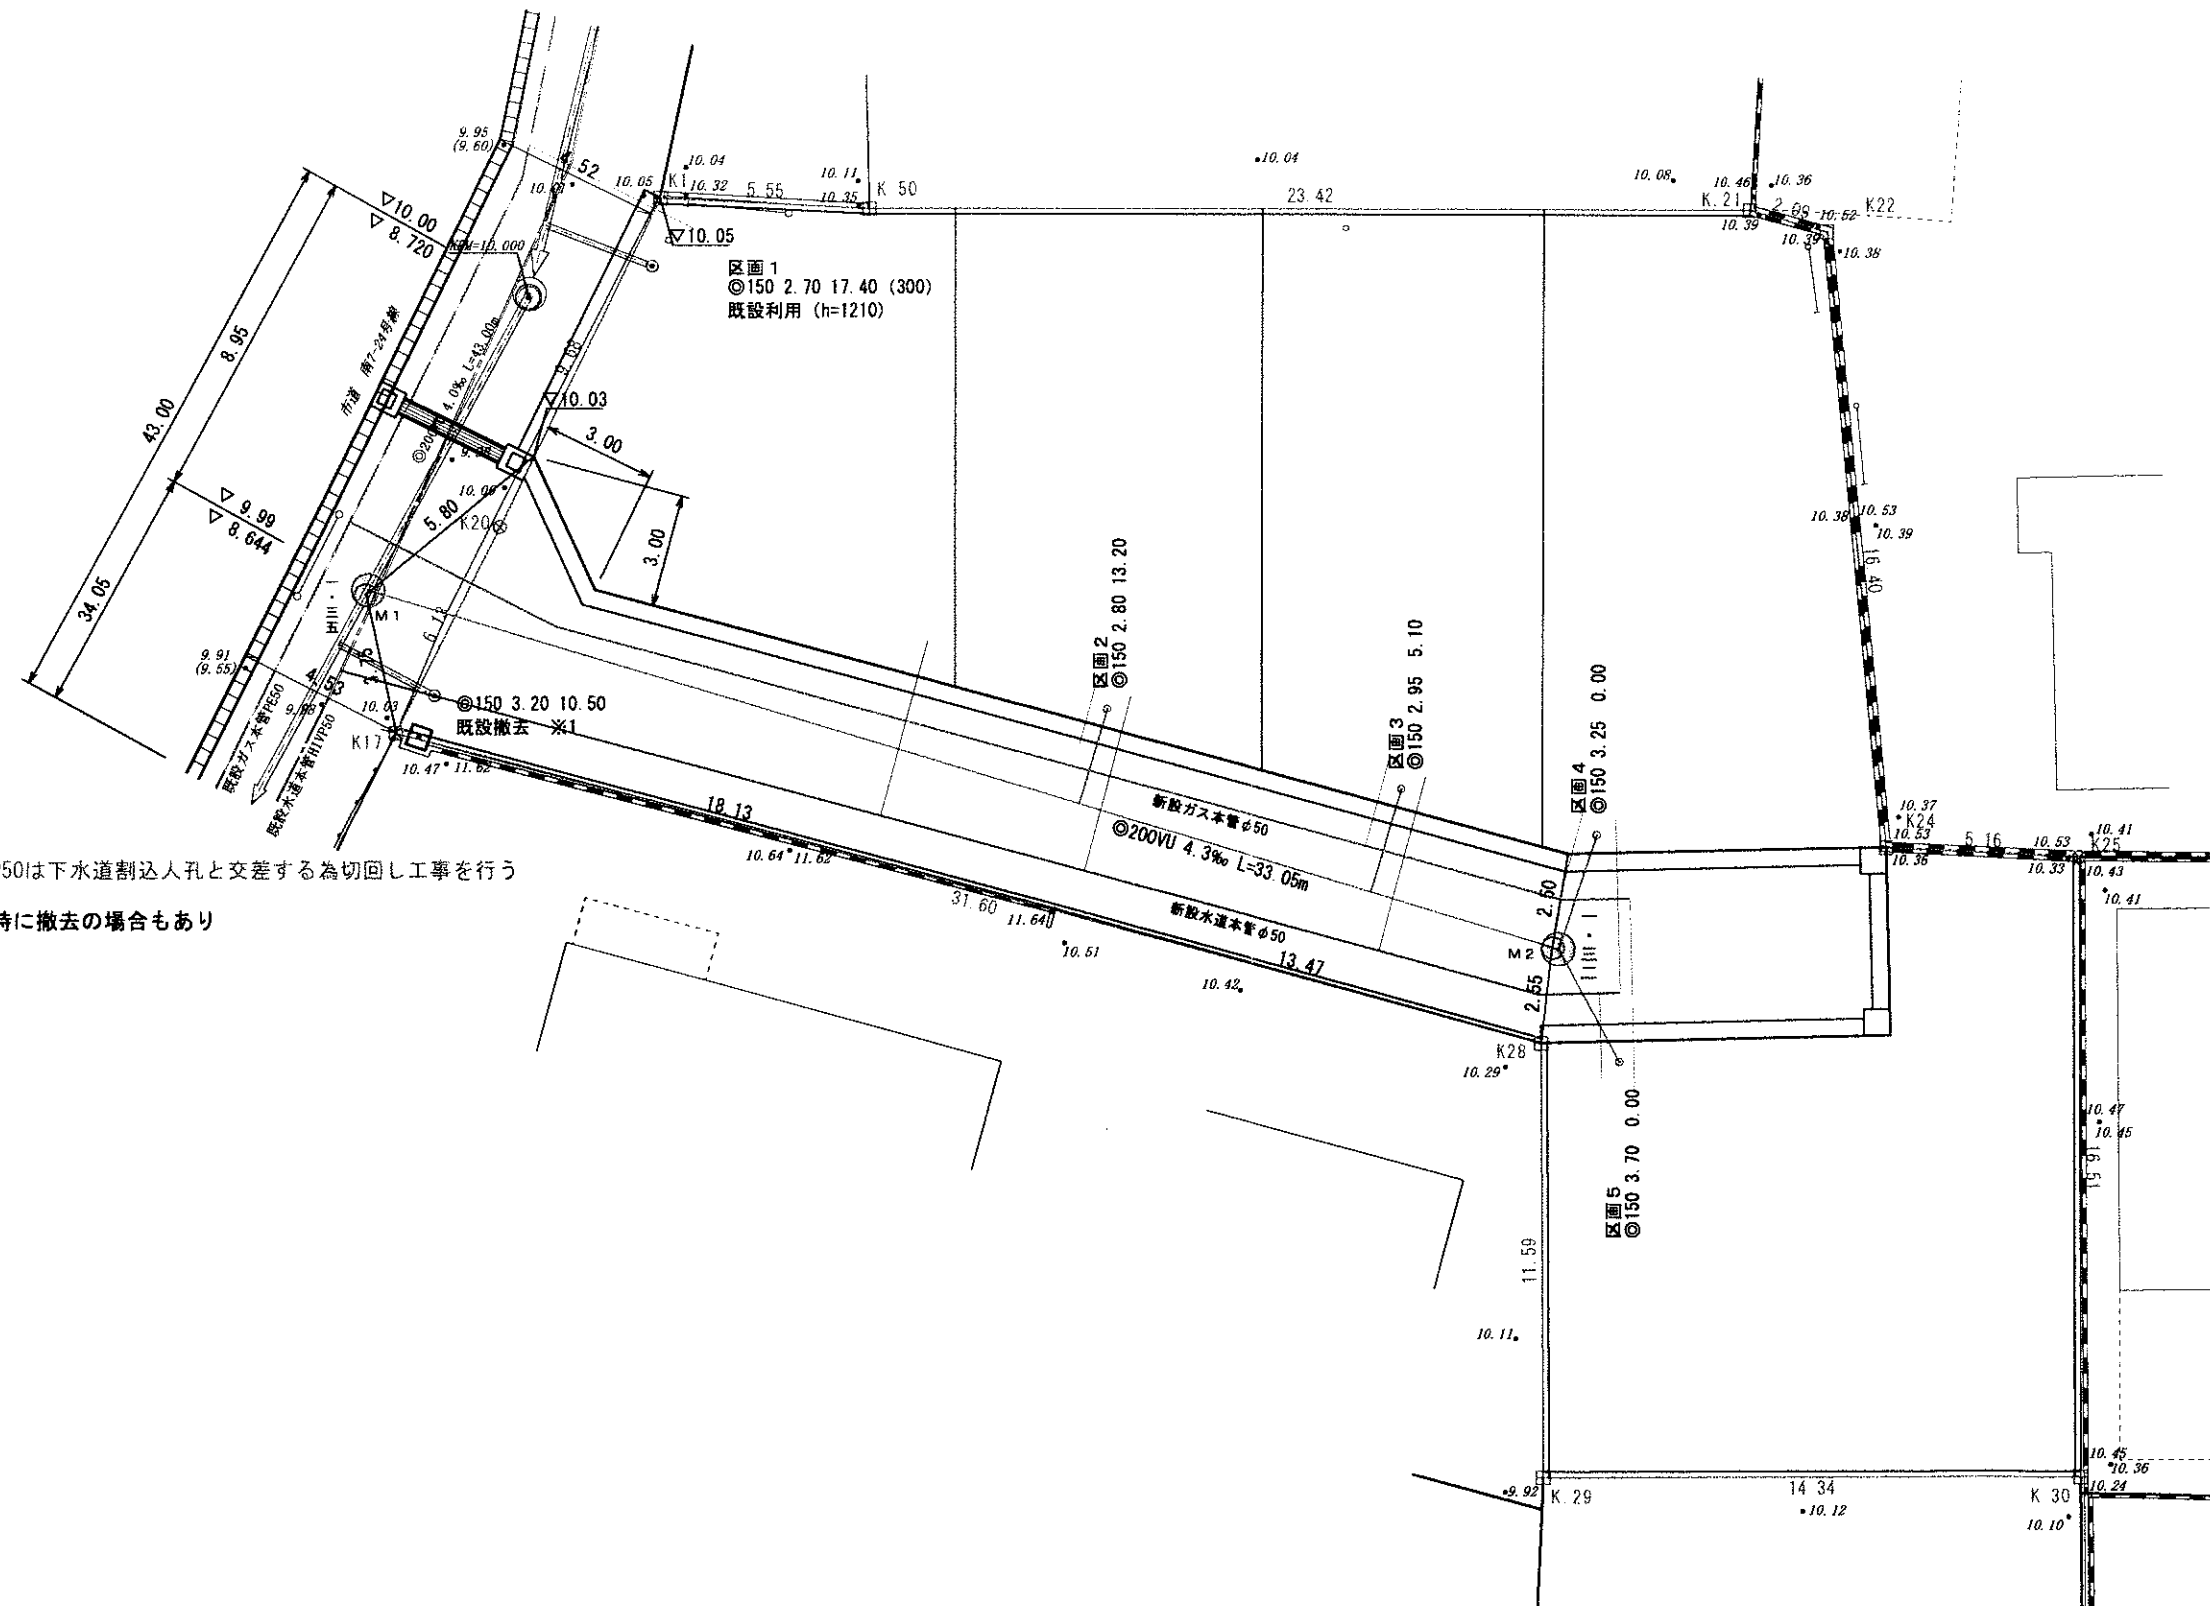 9.95
(9.60)
4.52
10.05
K1
10.04
10.32
5.55
10.11
10.35
K 50
10.04
23.42
10.08
10.46
K.21
10.36
10.39
10.52
K22
10.39
10.38
▽10.00
▽ 8.720
KBM=10.000
▽10.05
区画1
◎150 2.70 17.40 (300)
既設利用 (h=1210)
8.95
43.00
34.05
市道 南7-24号線
4.0‰ L=43.00m
9.68
▽10.03
3.00
3.00
9.98
10.00
K20
5.80
▽ 9.99
▽ 8.644
一・三五
M1
6.12
9.91
(9.55)
4.53
9.88
10.03
K17
◎150 3.20 10.50
既設撤去 ※1
既設ガス本管PE50
既設水道本管HIVP50
10.47
11.62
18.13
10.64
11.62
31.60
11.64
10.51
10.42
13.47
区画2
◎150 2.80 13.20
区画3
◎150 2.95 5.10
区画4
◎150 3.25 0.00
新設ガス本管φ50
◎200VU 4.3‰ L=33.05m
新設水道本管φ50
2.50
M2
2.55
K28
10.29
区画5
◎150 3.70 0.00
10.38
10.53
10.39
16.40
10.37
K24
10.53
10.36
5.16
10.53
10.33
10.41
K25
10.43
10.41
10.47
10.45
16.51
11.59
10.11
9.92
K.29
14.34
10.12
K 30
10.45
10.36
10.24
10.10
50は下水道割込人孔と交差する為切回し工事を行う
時に撤去の場合もあり